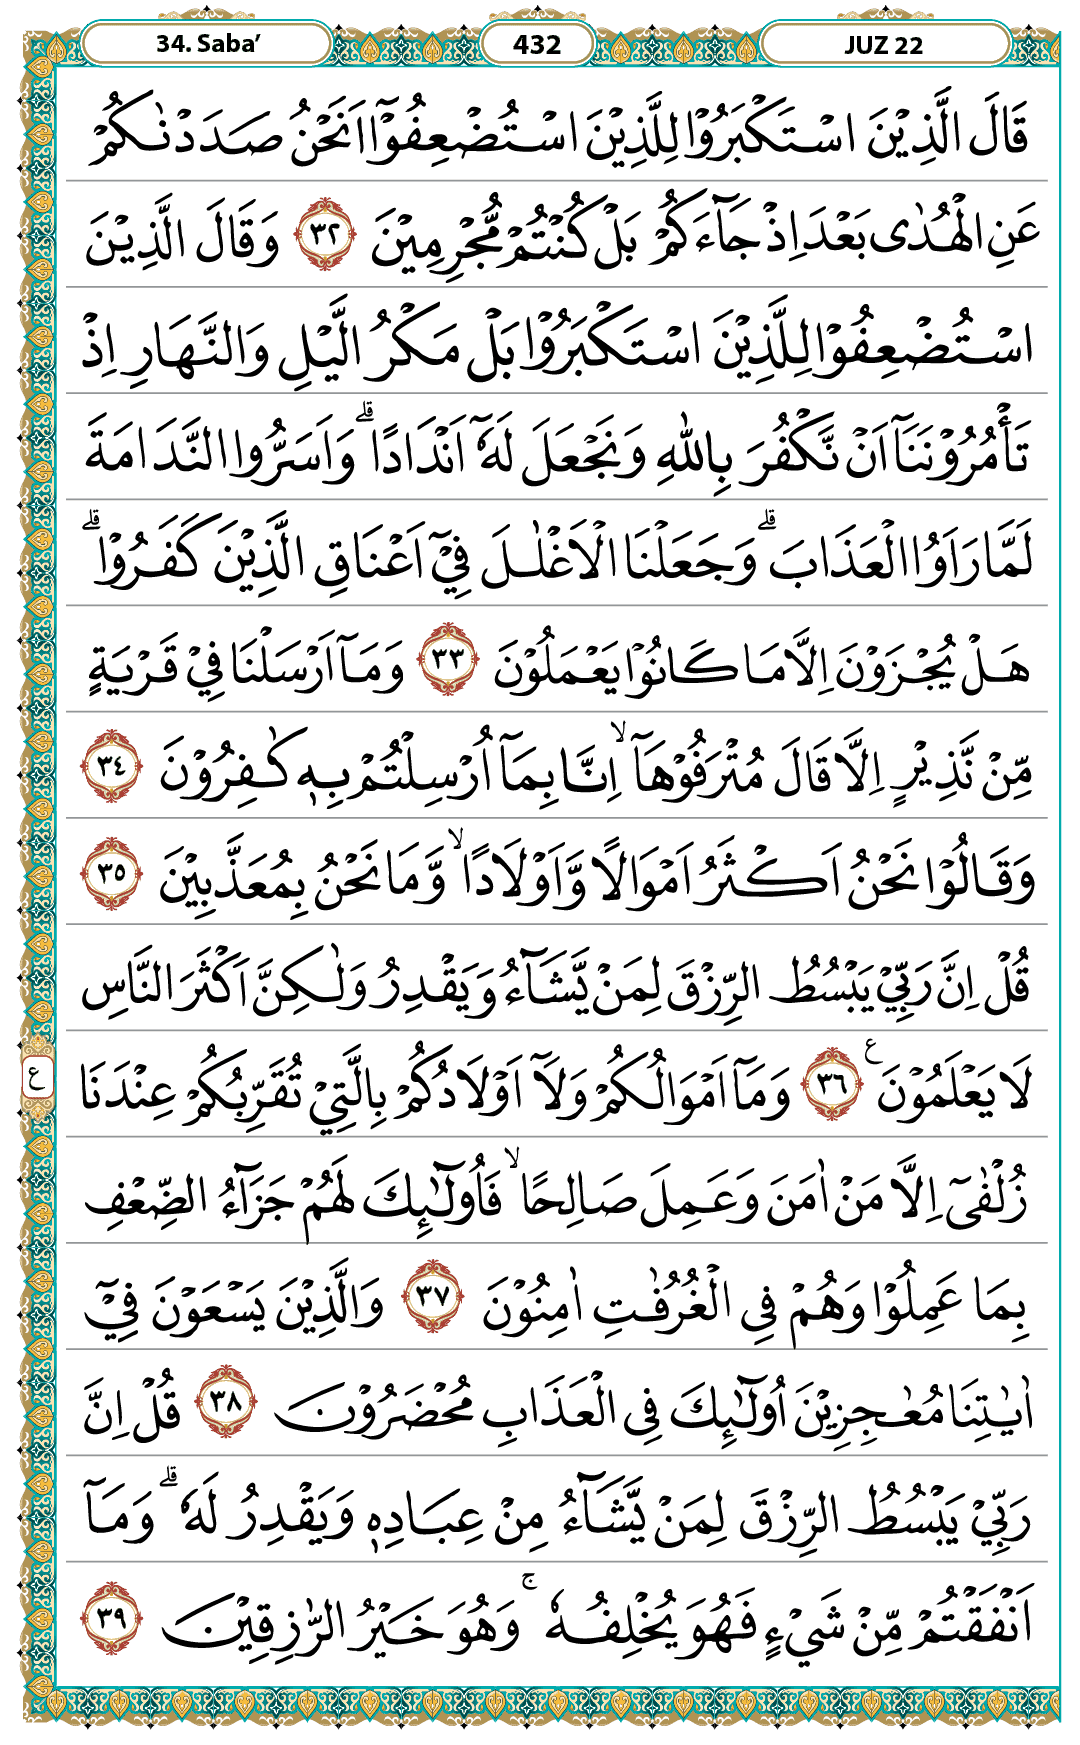 34. Saba’
432
JUZ 22
قَالَ الَّذِيْنَ اسْتَكْبَرُوْا لِلَّذِيْنَ اسْتُضْعِفُوْٓا اَنَحْنُ صَدَدْنٰكُمْ
عَنِ الْهُدٰى بَعْدَ اِذْ جَاۤءَكُمْ بَلْ كُنْتُمْ مُّجْرِمِيْنَ ٣٢ وَقَالَ الَّذِيْنَ
اسْتُضْعِفُوْا لِلَّذِيْنَ اسْتَكْبَرُوْا بَلْ مَكْرُ الَّيْلِ وَالنَّهَارِ اِذْ
تَأْمُرُوْنَنَآ اَنْ نَّكْفُرَ بِاللّٰهِ وَنَجْعَلَ لَهٗٓ اَنْدَادًا ۗوَاَسَرُّوا النَّدَامَةَ
لَمَّا رَاَوُا الْعَذَابَ ۗوَجَعَلْنَا الْاَغْلٰلَ فِيْٓ اَعْنَاقِ الَّذِيْنَ كَفَرُوْا ۗ
هَلْ يُجْزَوْنَ اِلَّا مَا كَانُوْا يَعْمَلُوْنَ ٣٣ وَمَآ اَرْسَلْنَا فِيْ قَرْيَةٍ
مِّنْ نَّذِيْرٍ اِلَّا قَالَ مُتْرَفُوْهَآ ۙاِنَّا بِمَآ اُرْسِلْتُمْ بِهٖ كٰفِرُوْنَ ٣٤
وَقَالُوْا نَحْنُ اَكْثَرُ اَمْوَالًا وَّاَوْلَادًا ۙوَّمَا نَحْنُ بِمُعَذَّبِيْنَ ٣٥
قُلْ اِنَّ رَبِّيْ يَبْسُطُ الرِّزْقَ لِمَنْ يَّشَاۤءُ وَيَقْدِرُ وَلٰكِنَّ اَكْثَرَ النَّاسِ
لَا يَعْلَمُوْنَ ع ٣٦ وَمَآ اَمْوَالُكُمْ وَلَآ اَوْلَادُكُمْ بِالَّتِيْ تُقَرِّبُكُمْ عِنْدَنَا
ع
زُلْفٰىٓ اِلَّا مَنْ اٰمَنَ وَعَمِلَ صَالِحًا ۙفَاُولٰۤىِٕكَ لَهُمْ جَزَاۤءُ الضِّعْفِ
بِمَا عَمِلُوْا وَهُمْ فِى الْغُرُفٰتِ اٰمِنُوْنَ ٣٧ وَالَّذِيْنَ يَسْعَوْنَ فِيْٓ
اٰيٰتِنَا مُعٰجِزِيْنَ اُولٰۤىِٕكَ فِى الْعَذَابِ مُحْضَرُوْنَ ٣٨ قُلْ اِنَّ
رَبِّيْ يَبْسُطُ الرِّزْقَ لِمَنْ يَّشَاۤءُ مِنْ عِبَادِهٖ وَيَقْدِرُ لَهٗ ۗوَمَآ
اَنْفَقْتُمْ مِّنْ شَيْءٍ فَهُوَ يُخْلِفُهٗ ۚوَهُوَ خَيْرُ الرّٰزِقِيْنَ ٣٩